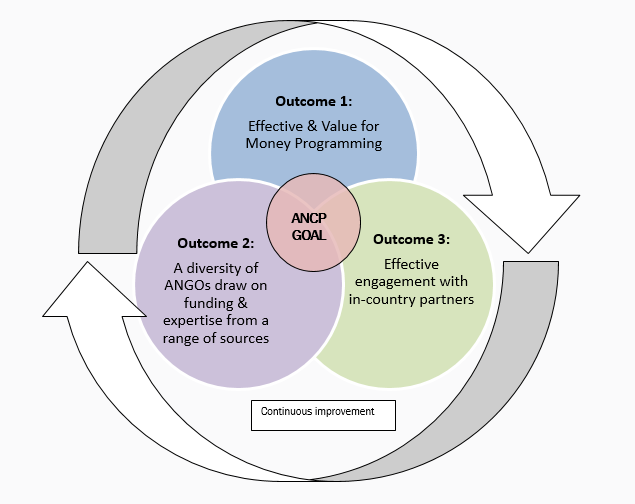 Outcome 1:
Effective & Value for
Money Programming
ANCP
GOAL
Outcome 2:
A diversity of
ANGOs draw on
funding &
expertise from a
range of sources
Outcome 3:
Effective
engagement with
in-country partners
Continuous improvement